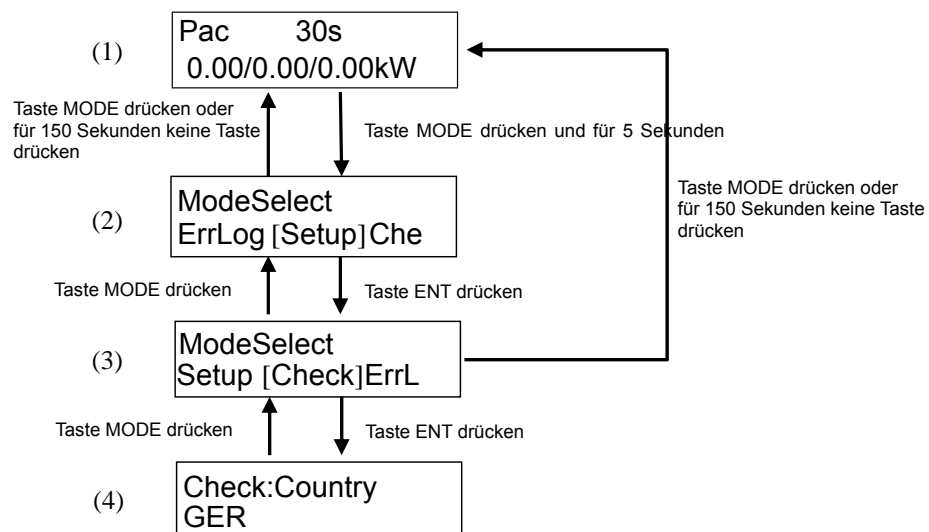 (1)
Pac 30s
0.00/0.00/0.00kW
Taste MODE drücken oder
für 150 Sekunden keine Taste
drücken
Taste MODE drücken und für 5 Sekunden
Taste MODE drücken oder
für 150 Sekunden keine Taste
drücken
(2)
ModeSelect
ErrLog [Setup] Che
Taste MODE drücken
Taste ENT drücken
(3)
ModeSelect
Setup [Check]ErrL
Taste MODE drücken
Taste ENT drücken
(4)
Check:Country
GER